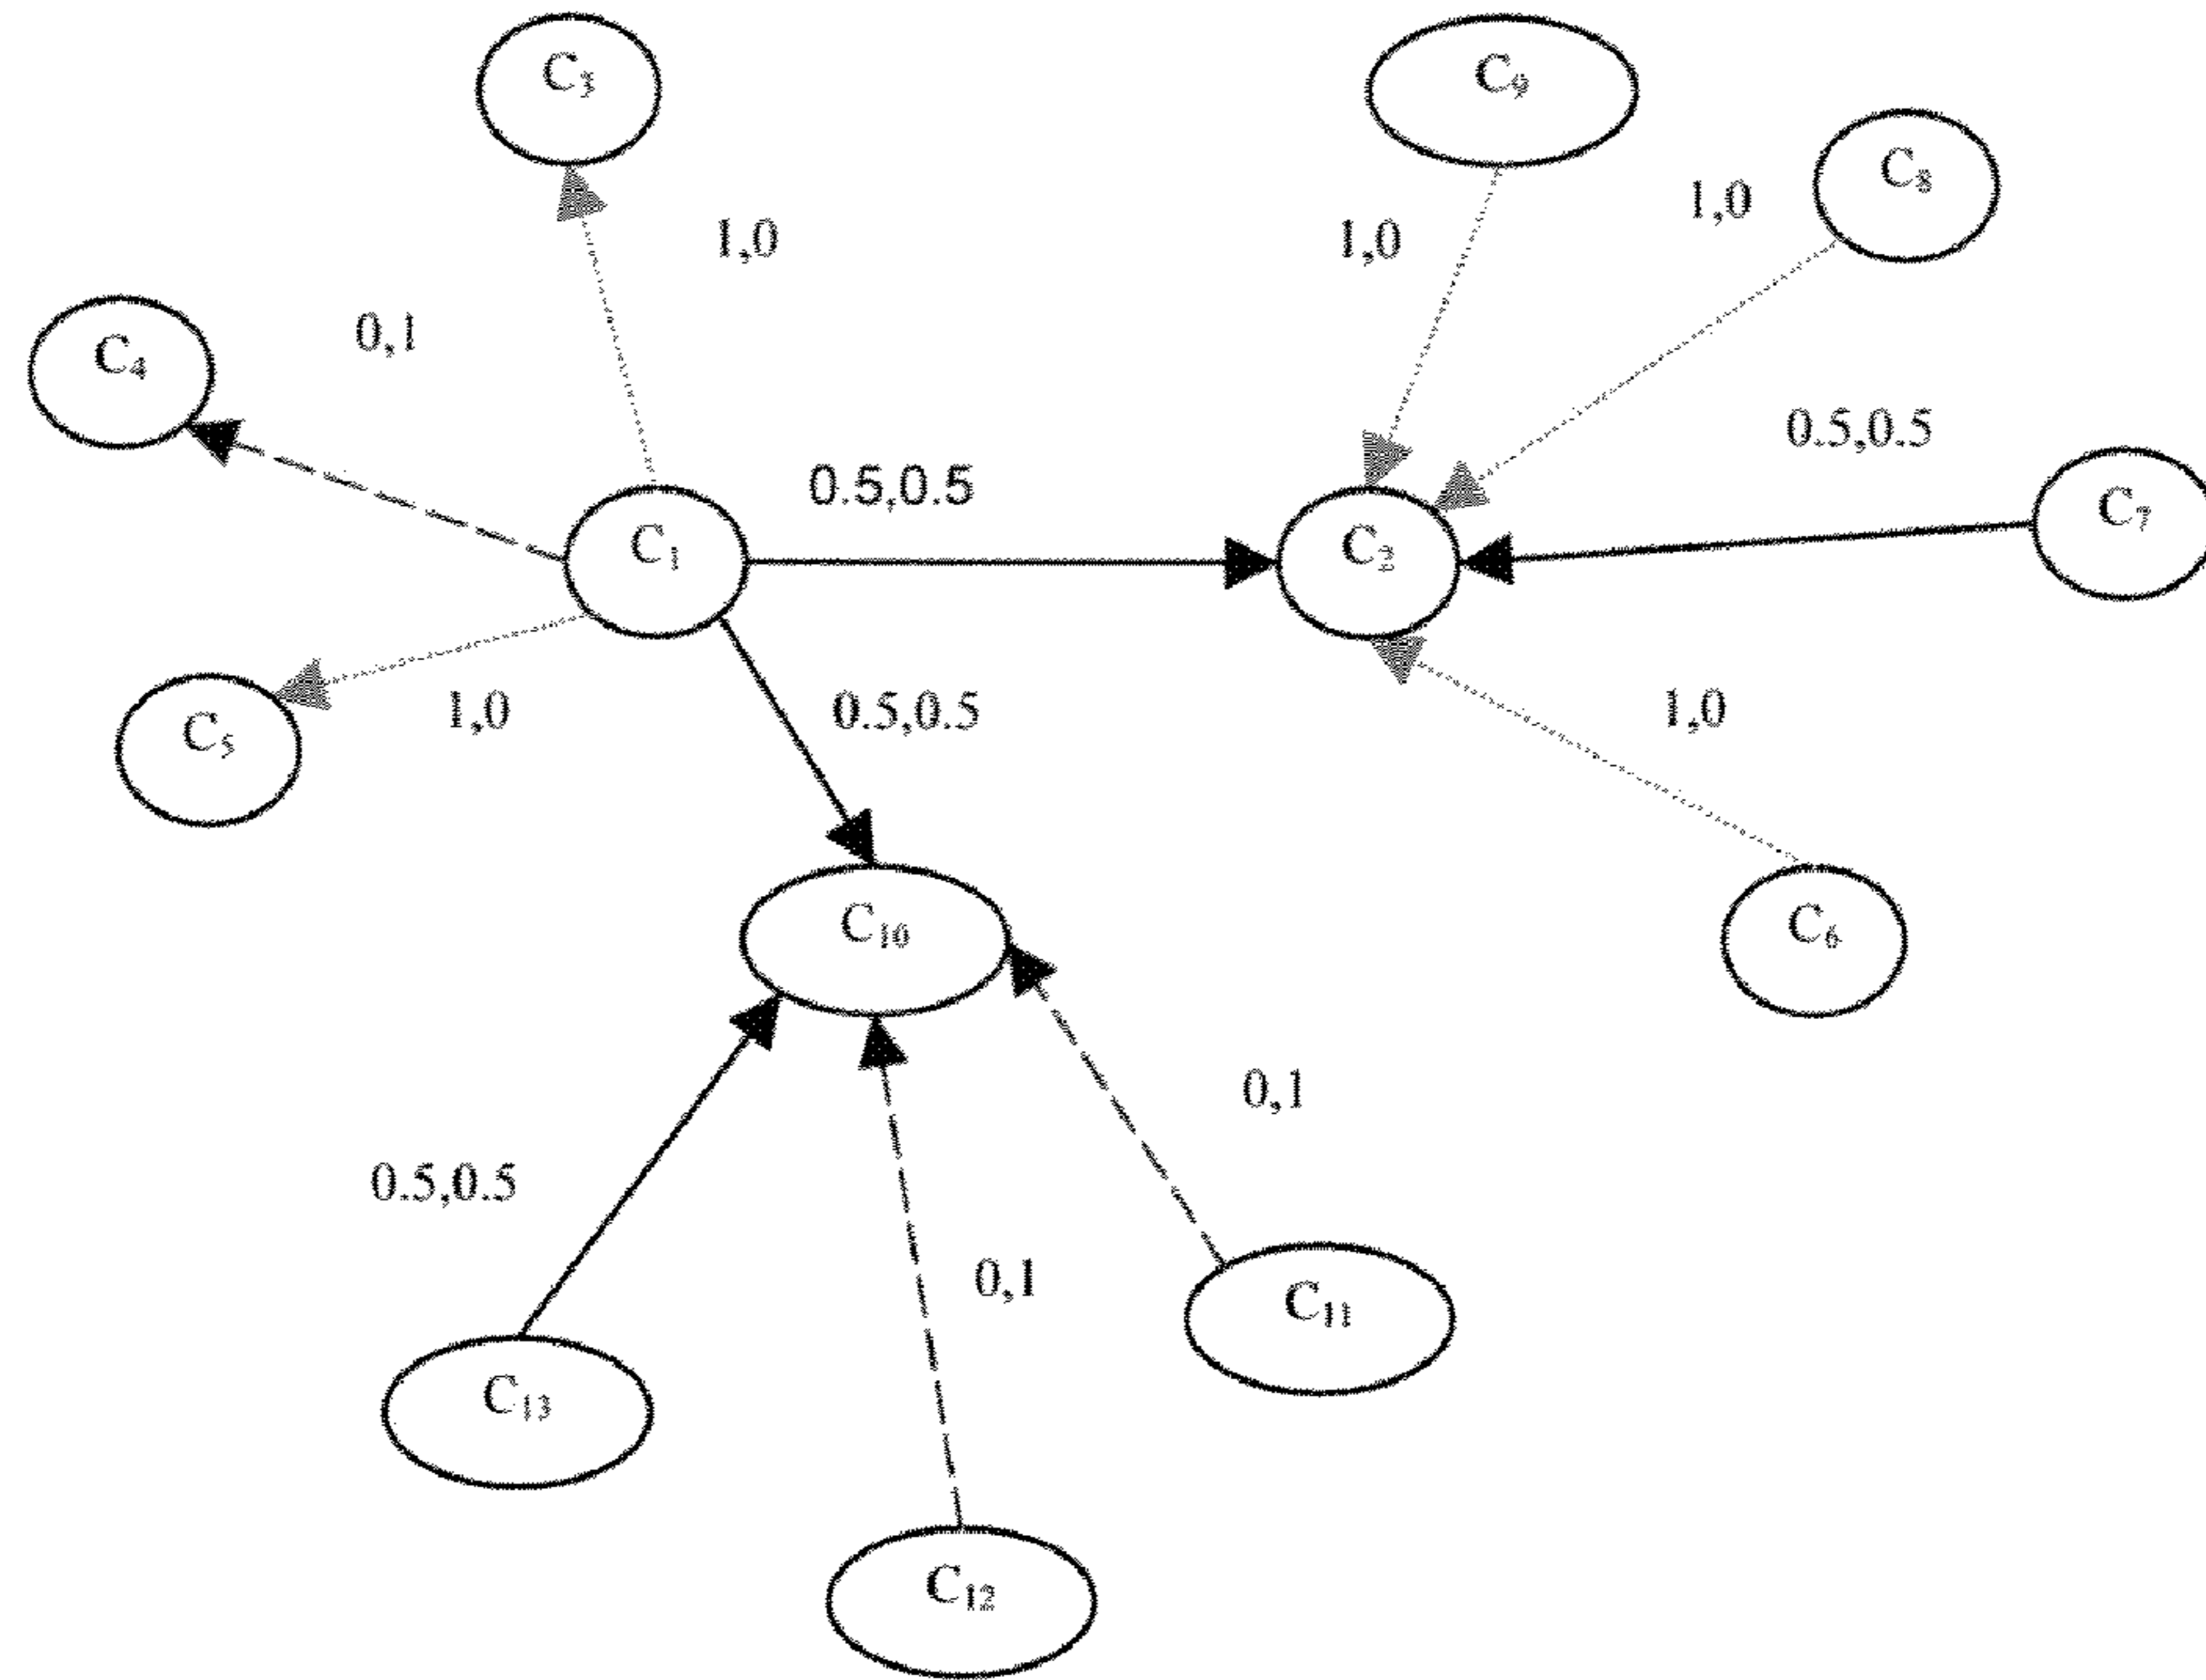 C₃
C₉
C₈
1,0
1,0
1,0
0,1
C₄
0.5,0.5
0.5,0.5
C₁
C₂
C₇
C₅
1,0
0.5,0.5
1,0
C₁₀
C₆
0,1
0.5,0.5
0,1
C₁₁
C₁₃
C₁₂